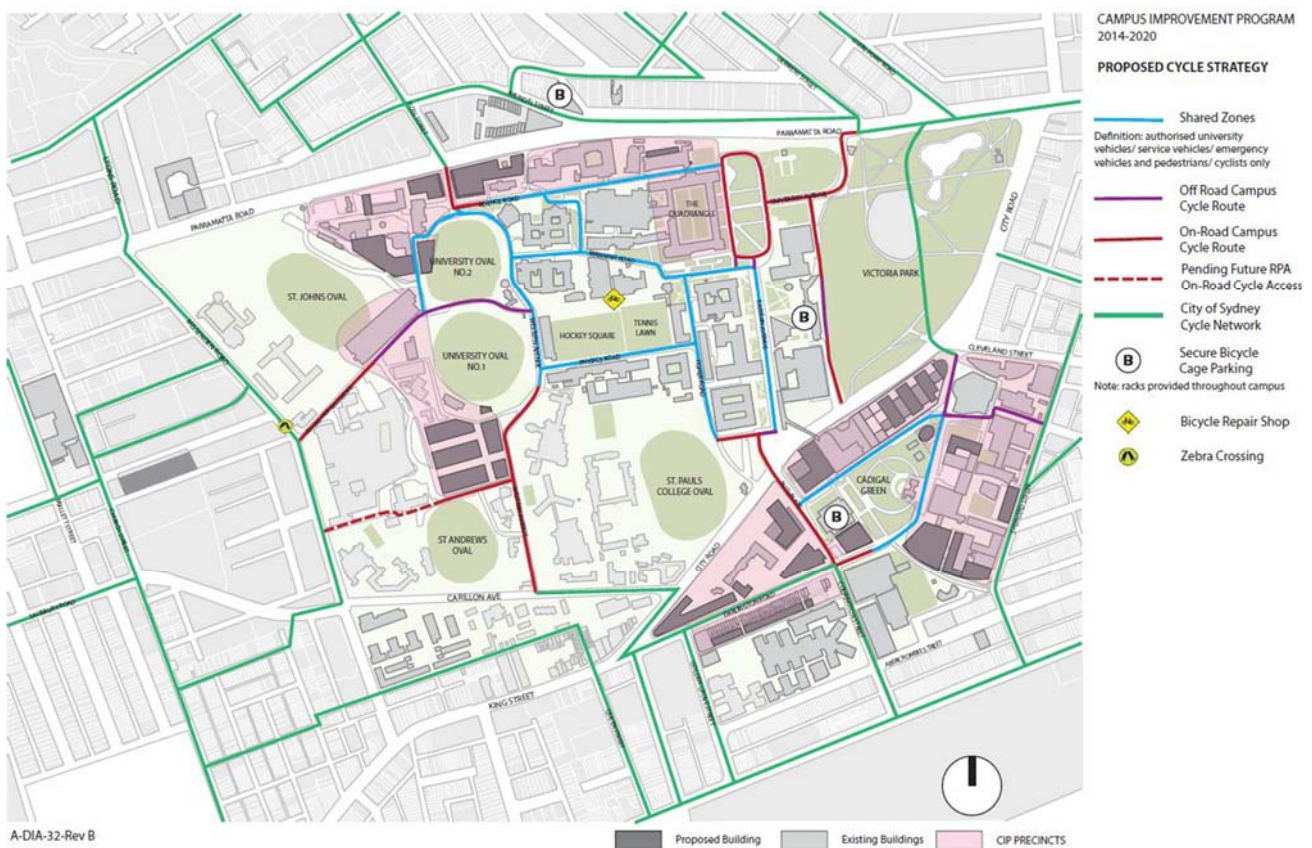 CAMPUS IMPROVEMENT PROGRAM
2014-2020
PROPOSED CYCLE STRATEGY
Shared Zones
Definition: authorised university
vehicles/ service vehicles/ emergency
vehicles and pedestrians/ cyclists only
Off Road Campus
Cycle Route
On-Road Campus
Cycle Route
Pending Future RPA
On-Road Cycle Access
City of Sydney
Cycle Network
B
Secure Bicycle
Cage Parking
Note: racks provided throughout campus
Bicycle Repair Shop
Zebra Crossing
B
PARRAMATTA ROAD
PARRAMATTA ROAD
CITY ROAD
THE
QUADRANGLE
UNIVERSITY OVAL
NO.2
ST. JOHNS OVAL
VICTORIA PARK
HOCKEY SQUARE
TENNIS
LAWN
B
UNIVERSITY OVAL
NO.1
CLEVELAND STREET
ST. PAULS
COLLEGE OVAL
CADIGAL
GREEN
B
ST ANDREWS
OVAL
CITY ROAD
CARILLON AVE
KING STREET
A-DIA-32-Rev B
Proposed Building
Existing Buildings
CIP PRECINCTS